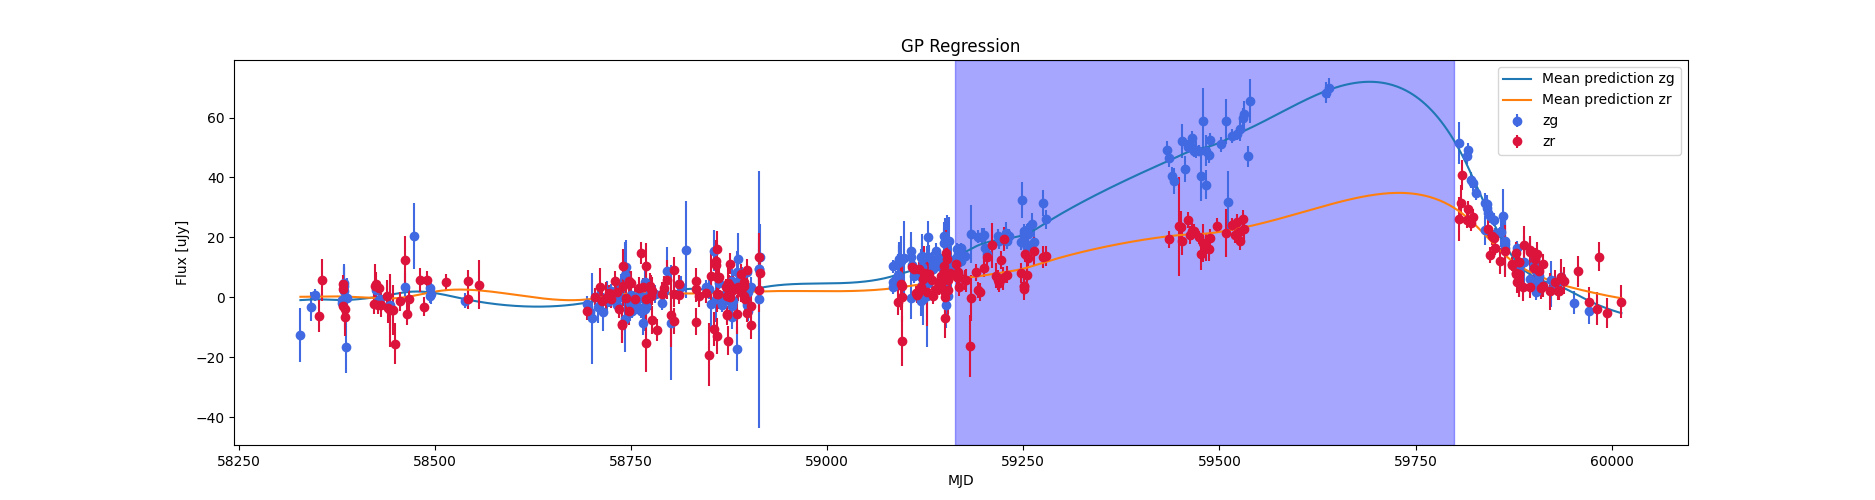 GP Regression
Flux [uJy]
60
40
20
0
−20
−40
58250
58500
58750
59000
59250
59500
59750
60000
MJD
Mean prediction zg
Mean prediction zr
zg
zr